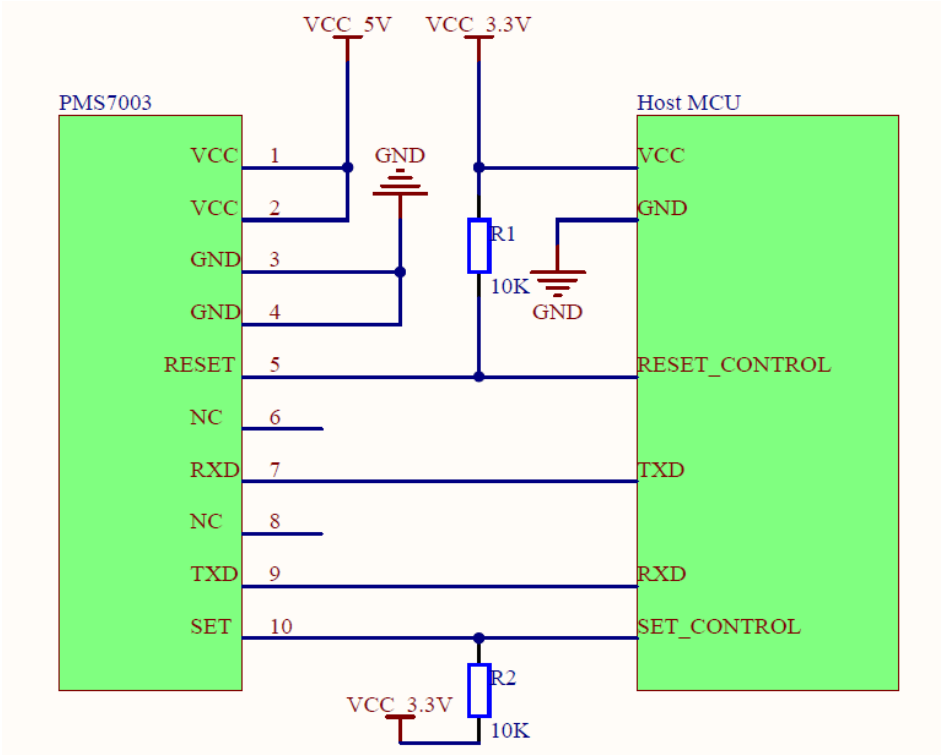 VCC_5V VCC_3.3V
PMS7003 Host MCU
VCC 1 GND VCC
VCC 2 GND
R1
GND 3
10K
GND 4 GND
RESET 5 RESET_CONTROL
NC 6
RXD 7 TXD
NC 8
TXD 9 RXD
SET 10 SET_CONTROL
R2
VCC_3.3V
10K